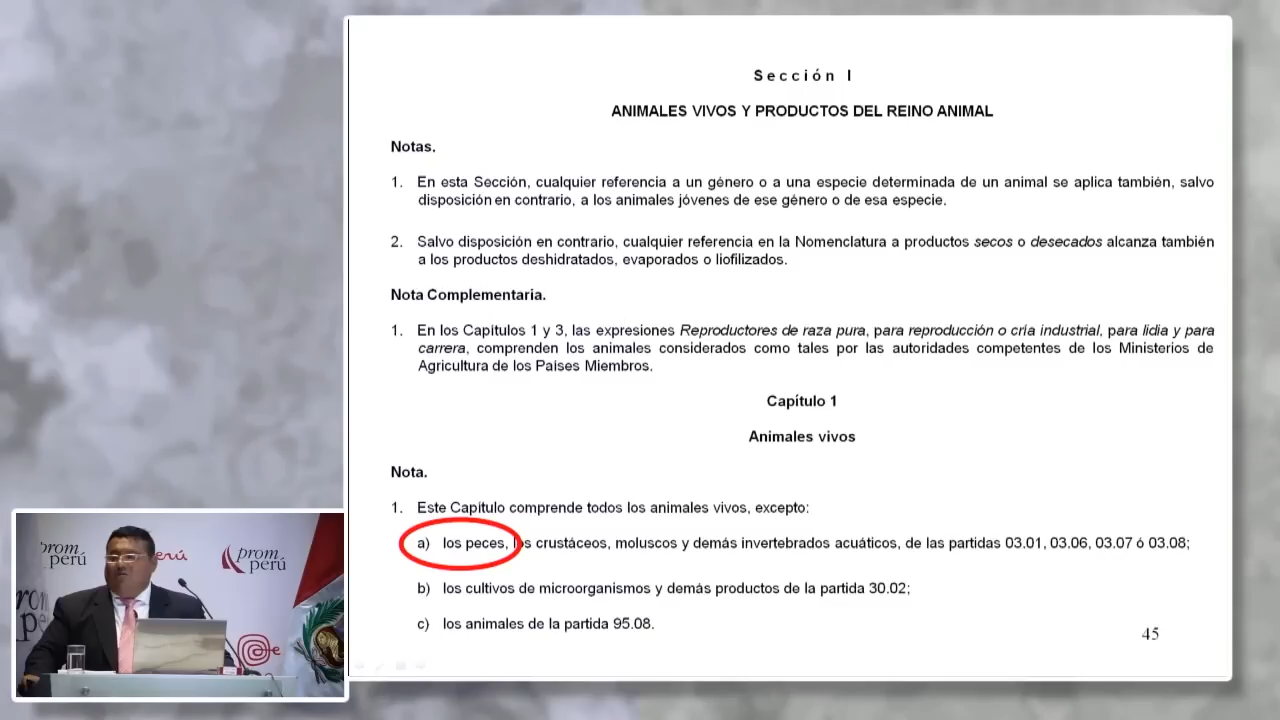 Sección I
ANIMALES VIVOS Y PRODUCTOS DEL REINO ANIMAL
Notas.
1. En esta Sección, cualquier referencia a un género o a una especie determinada de un animal se aplica también, salvo
disposición en contrario, a los animales jóvenes de ese género o de esa especie.
2. Salvo disposición en contrario, cualquier referencia en la Nomenclatura a productos secos o desecados alcanza también
a los productos deshidratados, evaporados o liofilizados.
Nota Complementaria.
1. En los Capítulos 1 y 3, las expresiones Reproductores de raza pura, para reproducción o cría industrial, para lidia y para
carrera, comprenden los animales considerados como tales por las autoridades competentes de los Ministerios de
Agricultura de los Países Miembros.
Capítulo 1
Animales vivos
Nota.
1. Este Capítulo comprende todos los animales vivos, excepto:
a) los peces, los crustáceos, moluscos y demás invertebrados acuáticos, de las partidas 03.01, 03.06, 03.07 ó 03.08;
b) los cultivos de microorganismos y demás productos de la partida 30.02;
c) los animales de la partida 95.08.
45
prom
perú
prom
perú